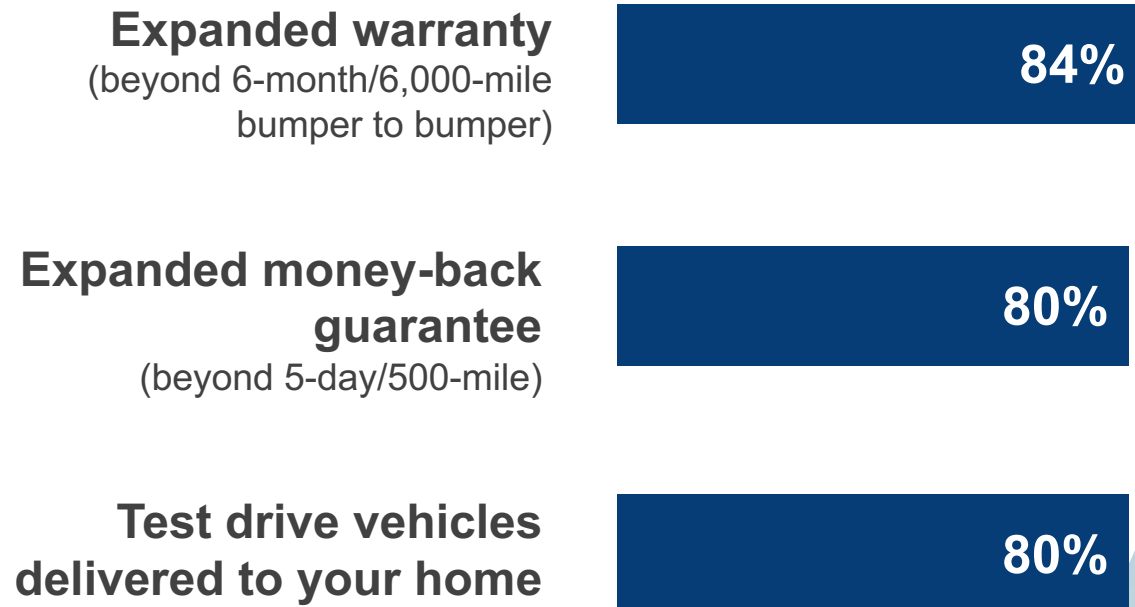 Expanded warranty
(beyond 6-month/6,000-mile
bumper to bumper)
84%
Expanded money-back
guarantee
(beyond 5-day/500-mile)
80%
Test drive vehicles
delivered to your home
80%